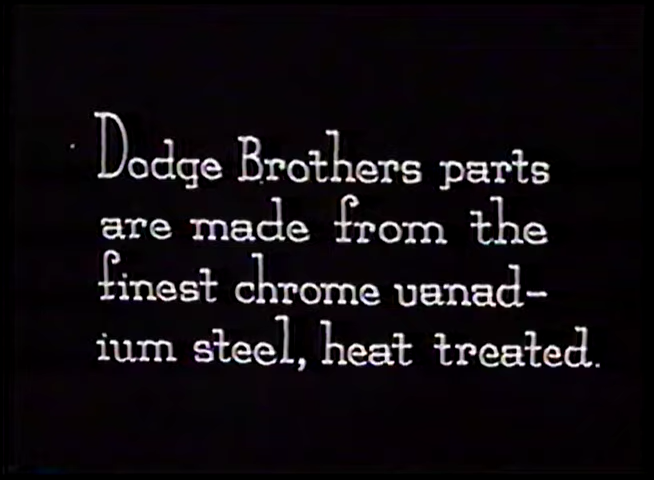 Dodge Brothers parts
are made from the
finest chrome vanad-
ium steel, heat treated.